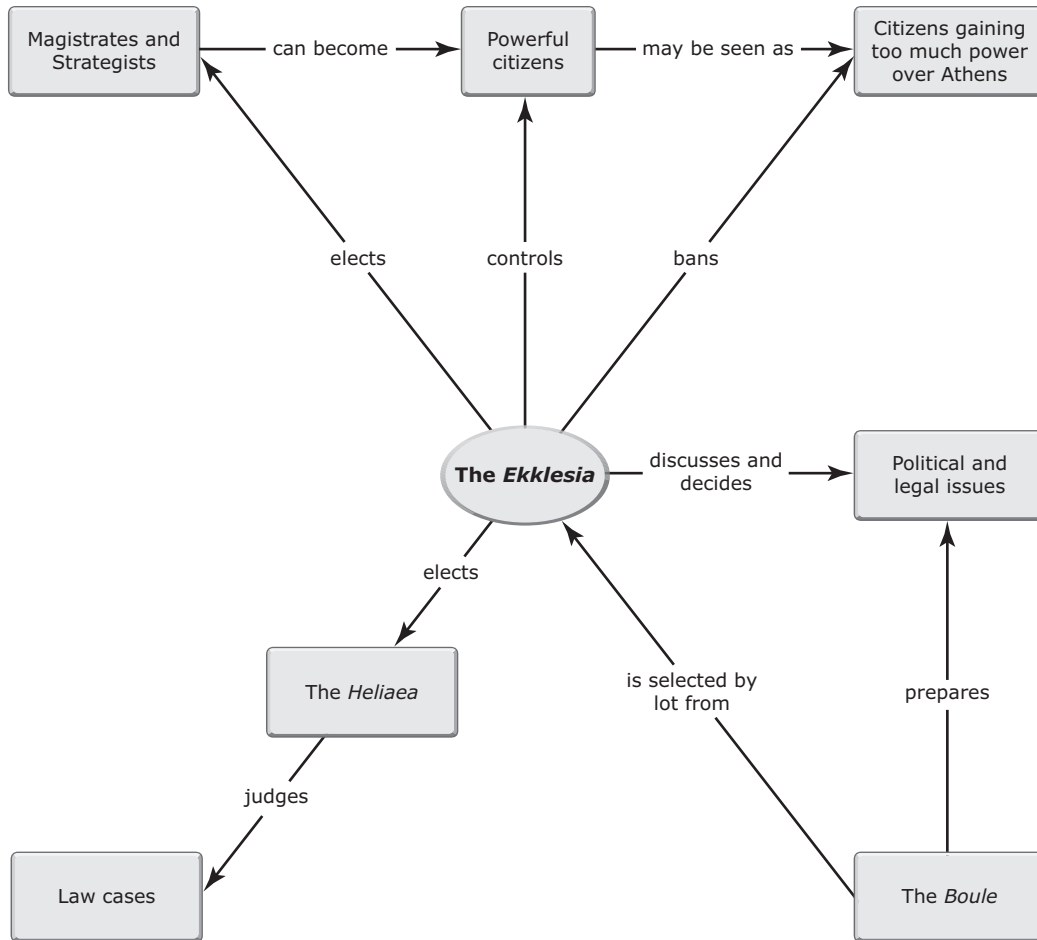 Magistrates and
Strategists
can become
Powerful
citizens
may be seen as
Citizens gaining
too much power
over Athens
elects
controls
bans
The Ekklesia
discusses and
decides
Political and
legal issues
elects
The Heliaea
is selected by
lot from
prepares
judges
Law cases
The Boule